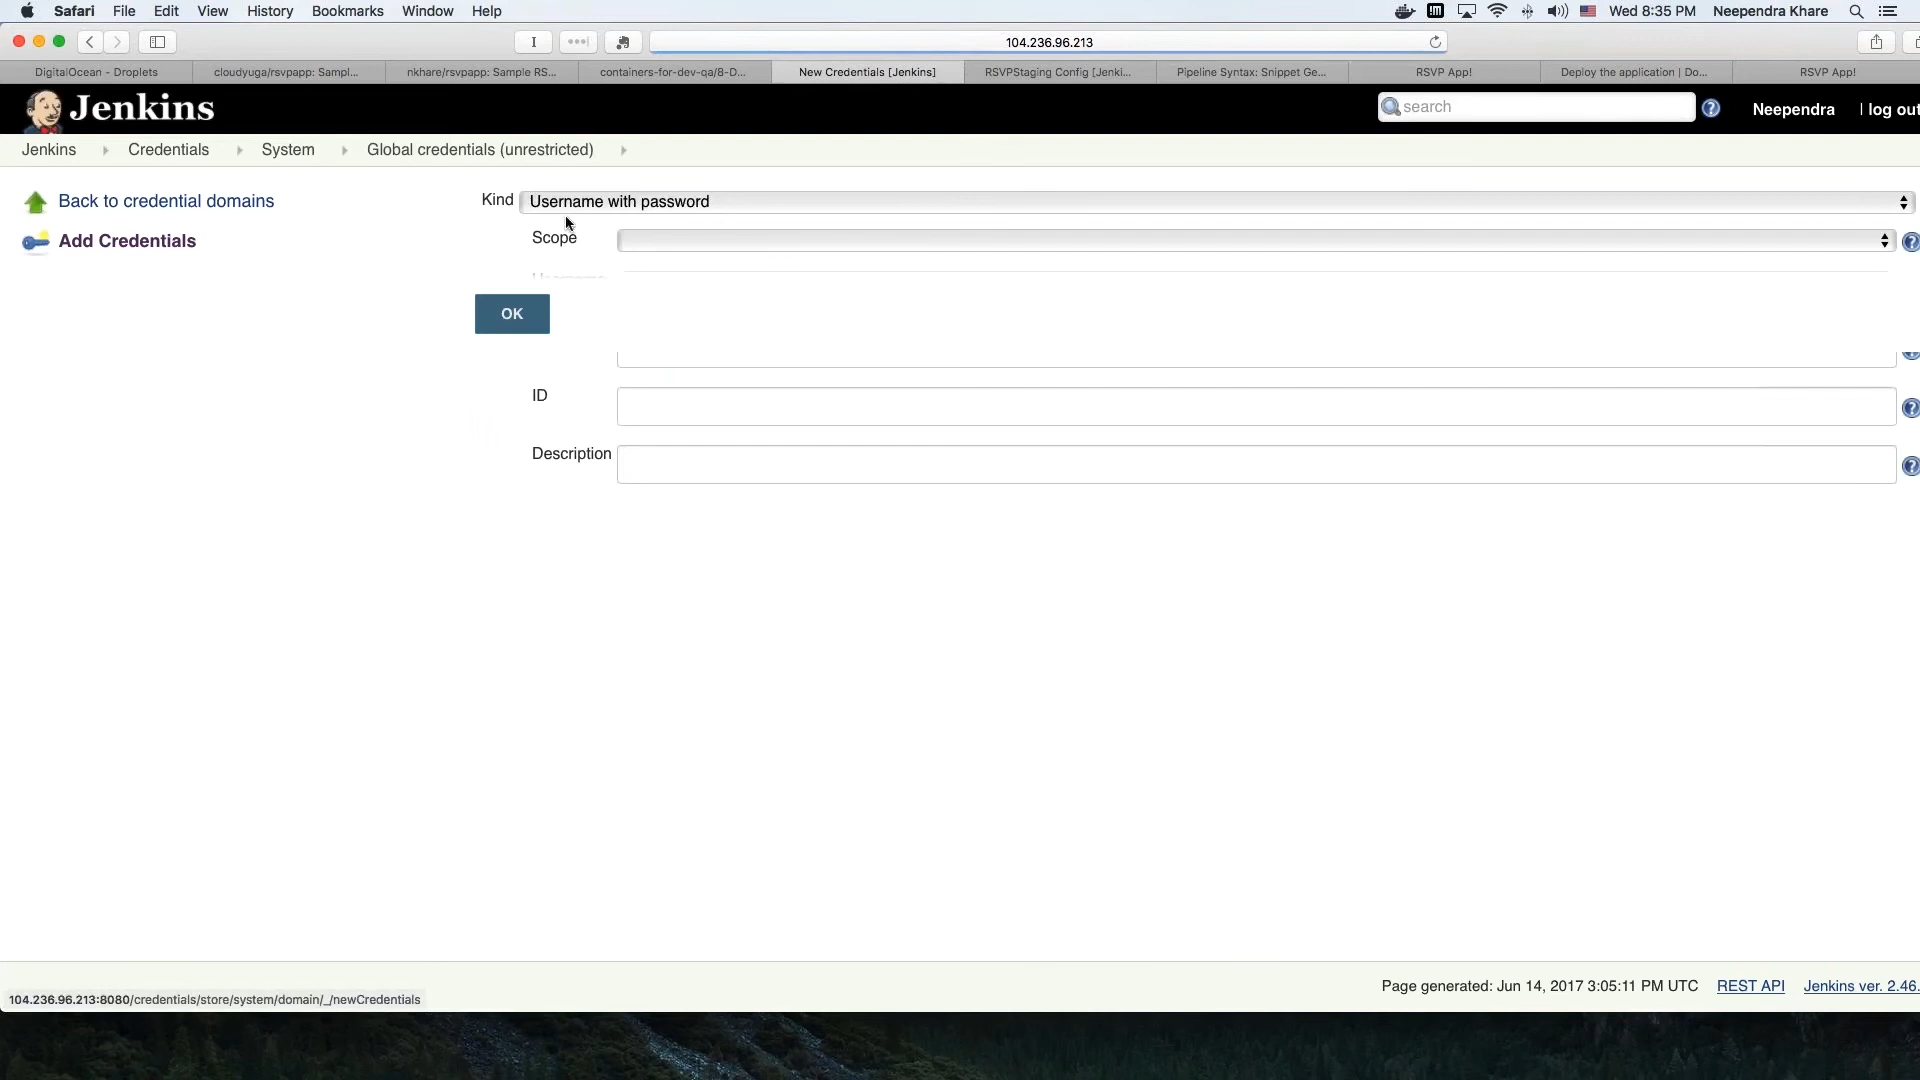 Safari File Edit View History Bookmarks Window Help Wed 8:35 PM Neependra Khare
104.236.96.213
DigitalOcean - Droplets cloudyuga/rsvpapp: Sampl... nkhare/rsvpapp: Sample RS... containers-for-dev-qa/8-D... New Credentials [Jenkins] RSVPStaging Config [Jenki... Pipeline Syntax: Snippet Ge... RSVP App! Deploy the application | Do... RSVP App!
Jenkins search Neependra | log out
Jenkins Credentials System Global credentials (unrestricted)
Back to credential domains
Add Credentials
Kind Username with password
Scope
OK
ID
Description
Page generated: Jun 14, 2017 3:05:11 PM UTC REST API Jenkins ver. 2.46.
104.236.96.213:8080/credentials/store/system/domain/_/newCredentials